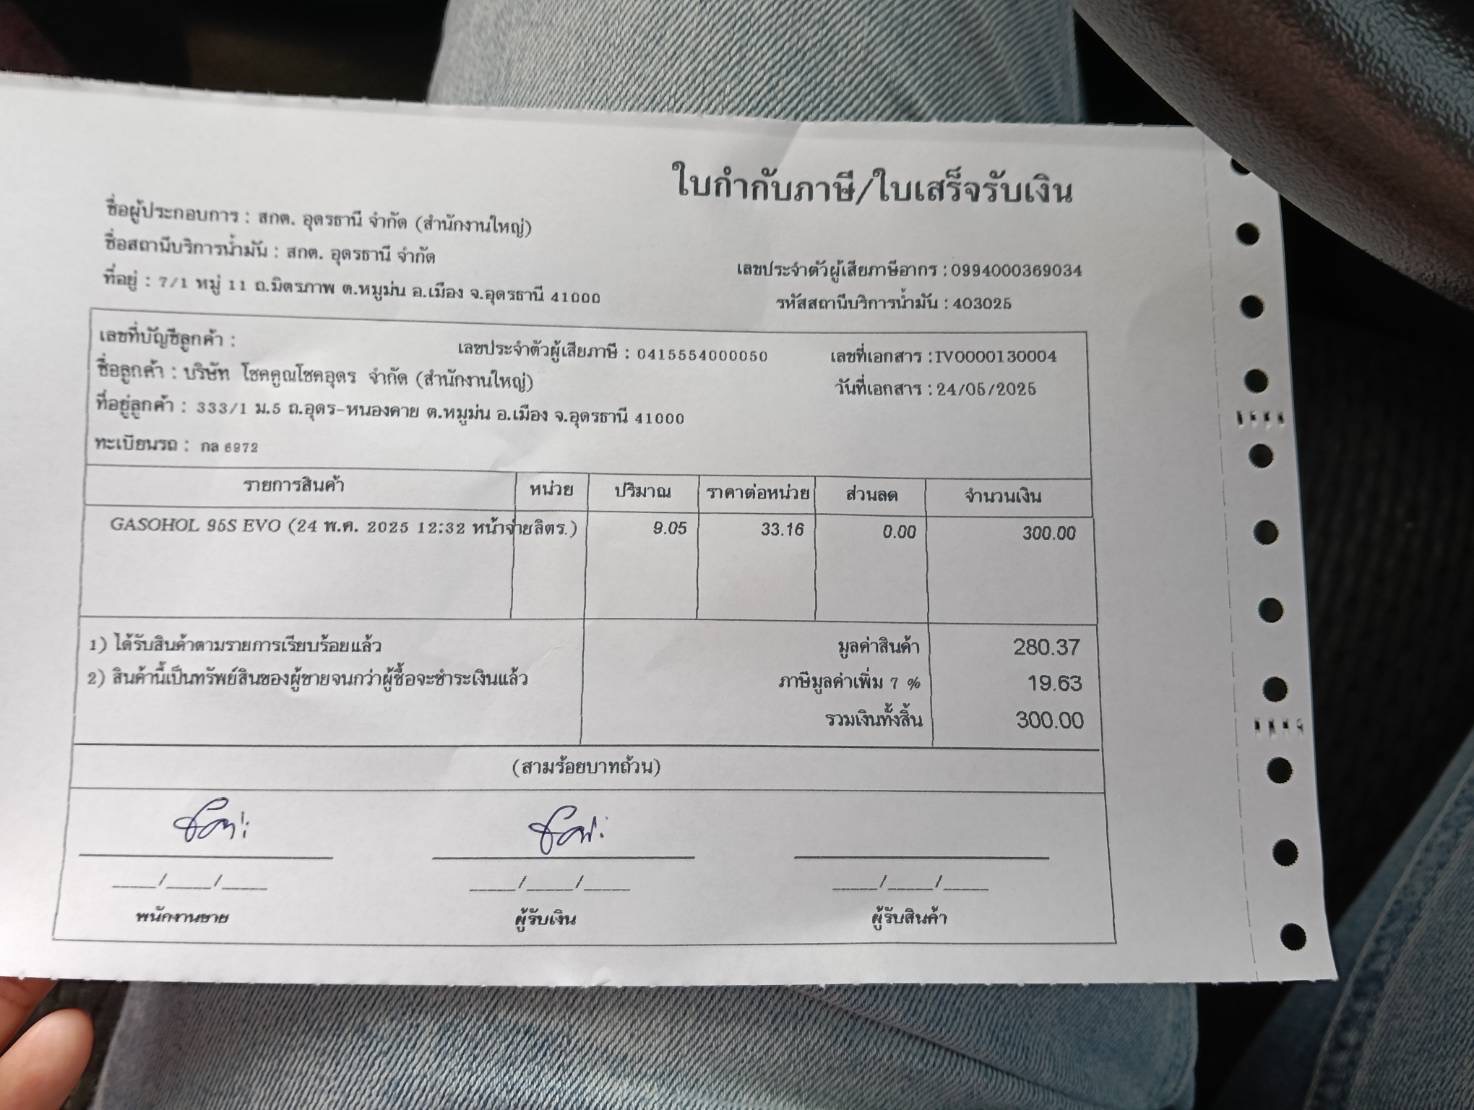 ใบกำกับภาษี/ใบเสร็จรับเงิน
ชื่อผู้ประกอบการ : สกต. อุดรธานี จำกัด (สำนักงานใหญ่)
ชื่อสถานีบริการน้ำมัน : สกต. อุดรธานี จำกัด
เลขประจำตัวผู้เสียภาษีอากร : 0994000369034
ที่อยู่ : 7/1 หมู่ 11 ถ.มิตรภาพ ต.หมูม่น อ.เมือง จ.อุดรธานี 41000
รหัสสถานีบริการน้ำมัน : 403025
เลขที่บัญชีลูกค้า : เลขประจำตัวผู้เสียภาษี : 0415554000050 เลขที่เอกสาร : IV0000130004
ชื่อลูกค้า : บริษัท โชคคูณโชคอุดร จำกัด (สำนักงานใหญ่) วันที่เอกสาร : 24/05/2025
ที่อยู่ลูกค้า : 333/1 ม.5 ถ.อุดร-หนองคาย ต.หมูม่น อ.เมือง จ.อุดรธานี 41000
ทะเบียนรถ : กล 6972
รายการสินค้า หน่วย ปริมาณ ราคาต่อหน่วย ส่วนลด จำนวนเงิน
GASOHOL 95S EVO (24 พ.ค. 2025 12:32 หน้าจ่ายลิตร.) 9.05 33.16 0.00 300.00
1) ได้รับสินค้าตามรายการเรียบร้อยแล้ว มูลค่าสินค้า 280.37
2) สินค้านี้เป็นทรัพย์สินของผู้ขายจนกว่าผู้ซื้อจะชำระเงินแล้ว ภาษีมูลค่าเพิ่ม 7 % 19.63
รวมเงินทั้งสิ้น 300.00
(สามร้อยบาทถ้วน)
____/____/____ ____/____/____ ____/____/____
พนักงานขาย ผู้รับเงิน ผู้รับสินค้า